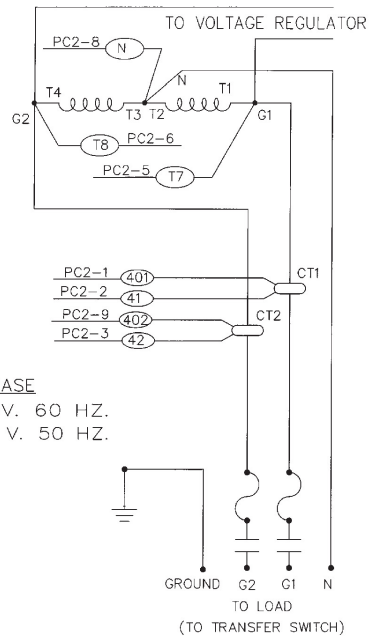 TO VOLTAGE REGULATOR
PC2-8 N
N
T4 T3 T2 T1
G2 G1
T8 PC2-6
PC2-5 T7
PC2-1 401 CT1
PC2-2 41
PC2-9 402 CT2
PC2-3 42
ASE
V. 60 HZ.
V. 50 HZ.
GROUND G2 G1 N
TO LOAD
(TO TRANSFER SWITCH)